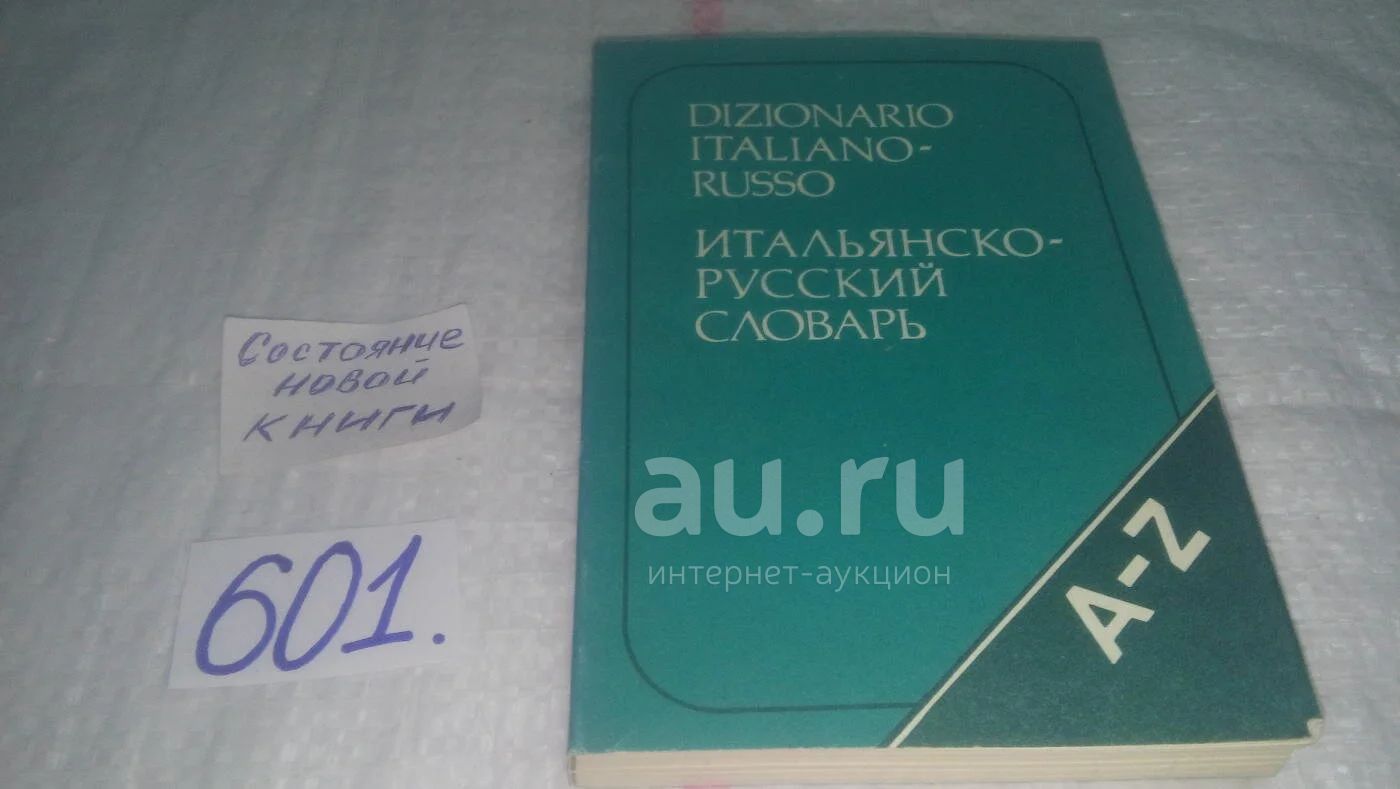 DIZIONARIO
ITALIANO-
RUSSO
ИТАЛЬЯНСКО-
РУССКИЙ
СЛОВАРЬ
A-Z
Состояние
новой
книги
601.
au.ru
интернет-аукцион